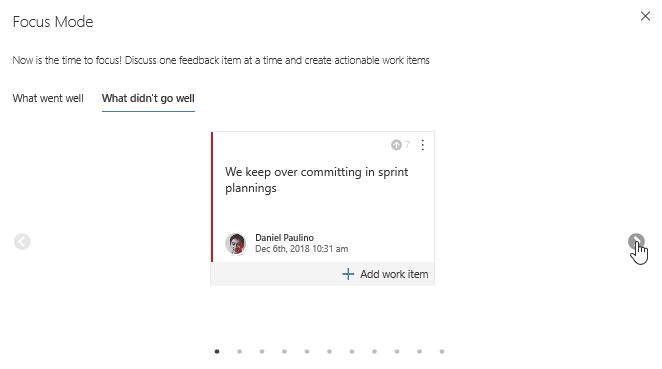 Focus Mode
Now is the time to focus! Discuss one feedback item at a time and create actionable work items
What went well
What didn't go well
7
We keep over committing in sprint
plannings
Daniel Paulino
Dec 6th, 2018 10:31 am
Add work item